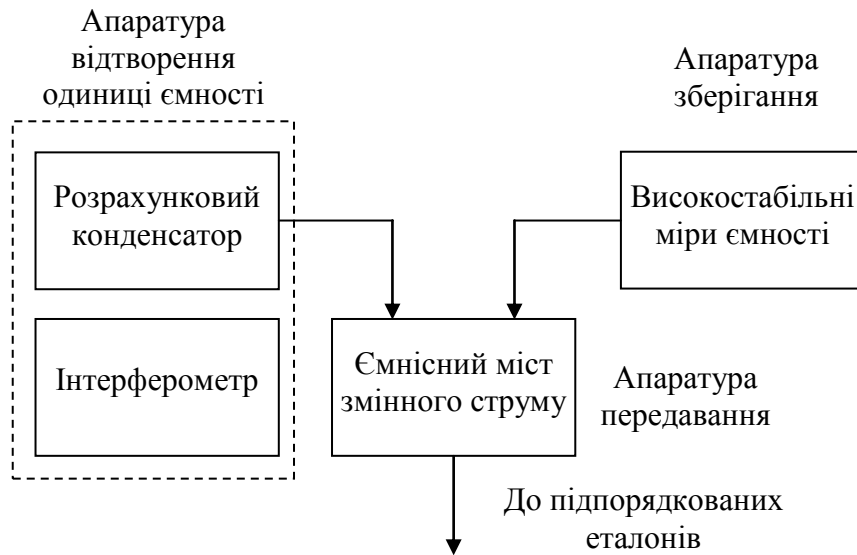 Апаратура
відтворення
одиниці ємності
Апаратура
зберігання
Розрахунковий
конденсатор
Високостабільні
міри ємності
Інтерферометр
Ємнісний міст
змінного струму
Апаратура
передавання
До підпорядкованих
еталонів